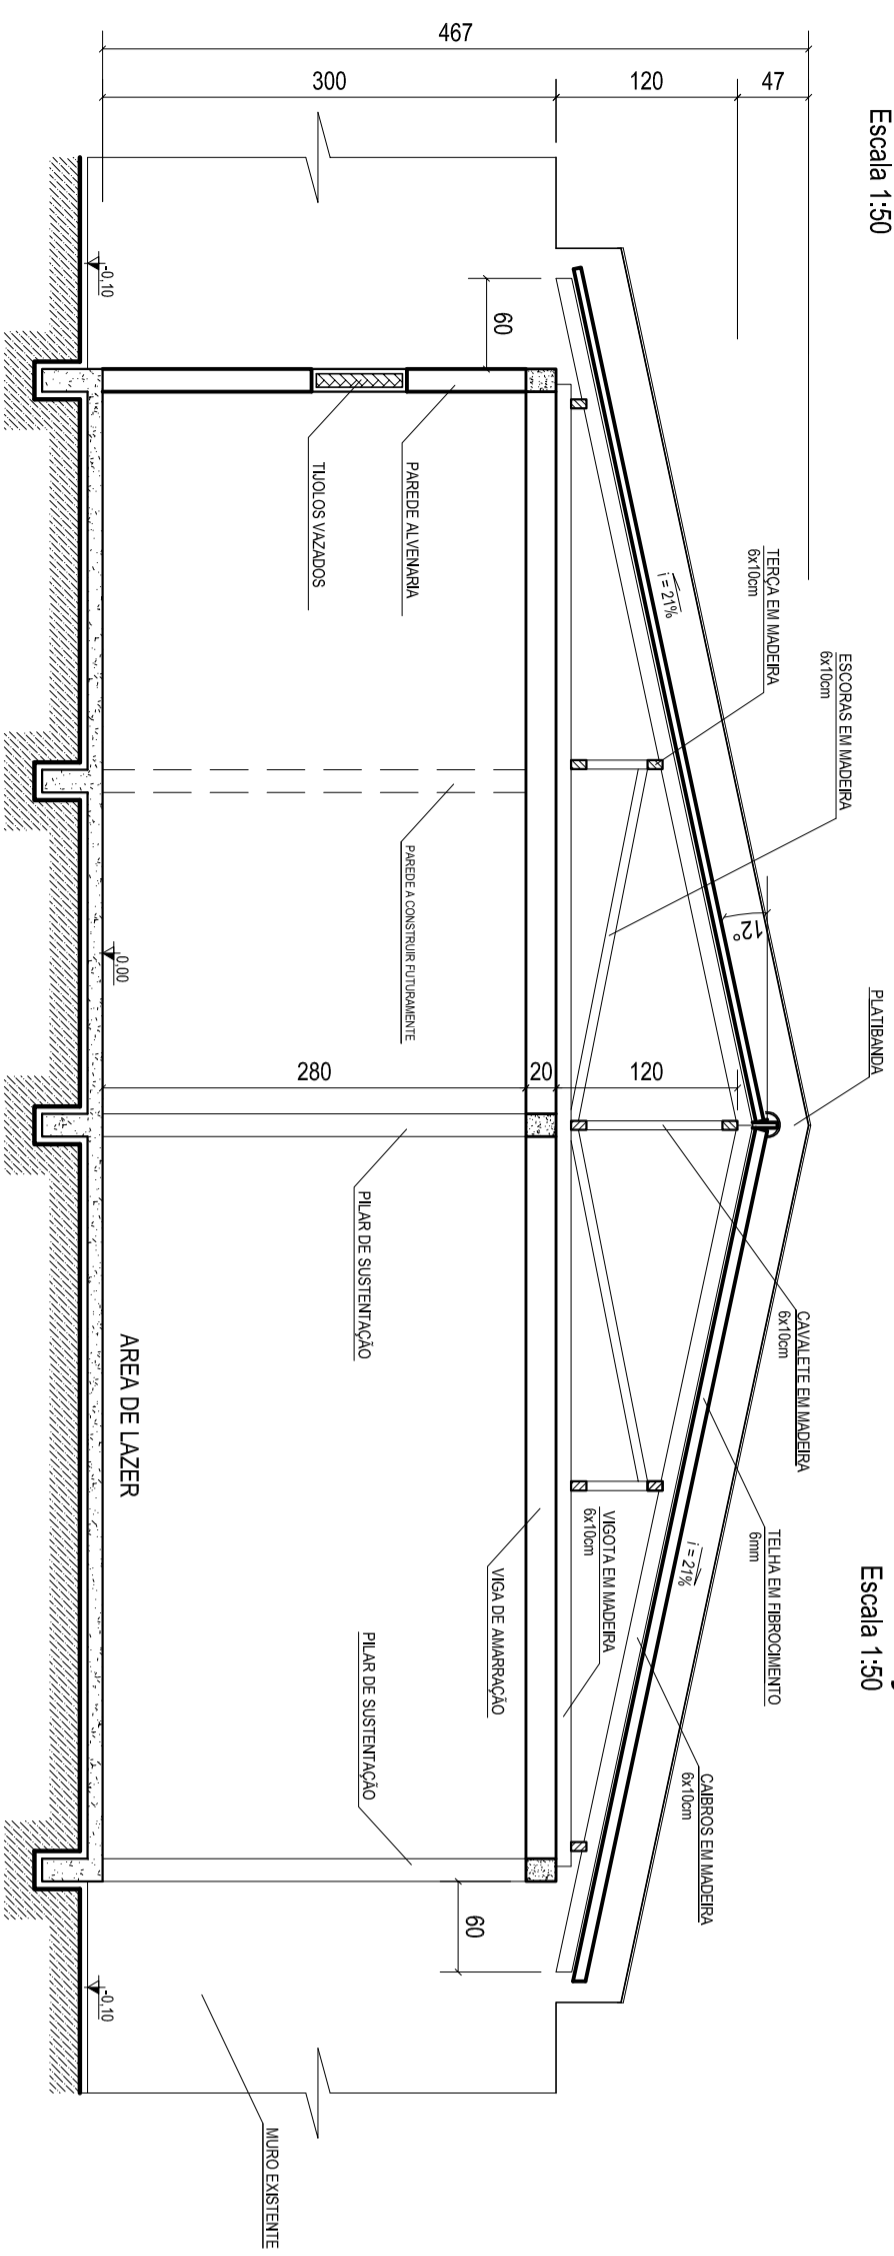 Escala 1:50
Escala 1:50
467
300
120
47
PLATIBANDA
ESCORAS EM MADEIRA
6x10cm
TERÇA EM MADEIRA
6x10cm
CAVALETE EM MADEIRA
6x10cm
TELHA EM FIBROCIMENTO
6mm
CAIBROS EM MADEIRA
6x10cm
i = 21%
12°
i = 21%
VIGOTA EM MADEIRA
6x10cm
VIGA DE AMARRAÇÃO
120
20
280
60
60
PAREDE ALVENARIA
TIJOLOS VAZADOS
PAREDE A CONSTRUIR FUTURAMENTE
PILAR DE SUSTENTAÇÃO
PILAR DE SUSTENTAÇÃO
MURO EXISTENTE
AREA DE LAZER
-0,10
0,00
-0,10